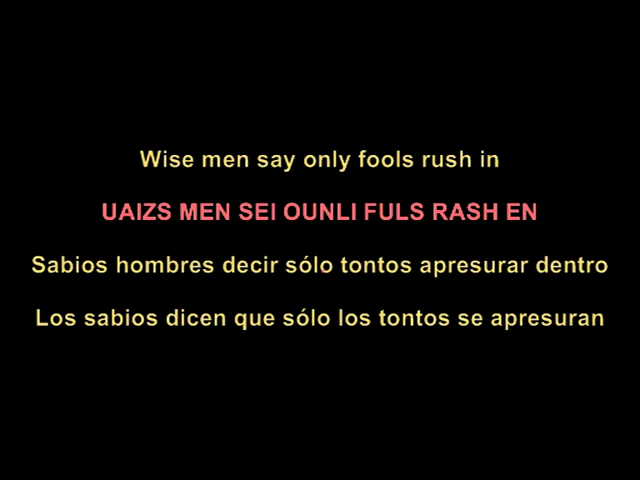 Wise men say only fools rush in
UAIZS MEN SEI OUNLI FULS RASH EN
Sabios hombres decir sólo tontos apresurar dentro
Los sabios dicen que sólo los tontos se apresuran